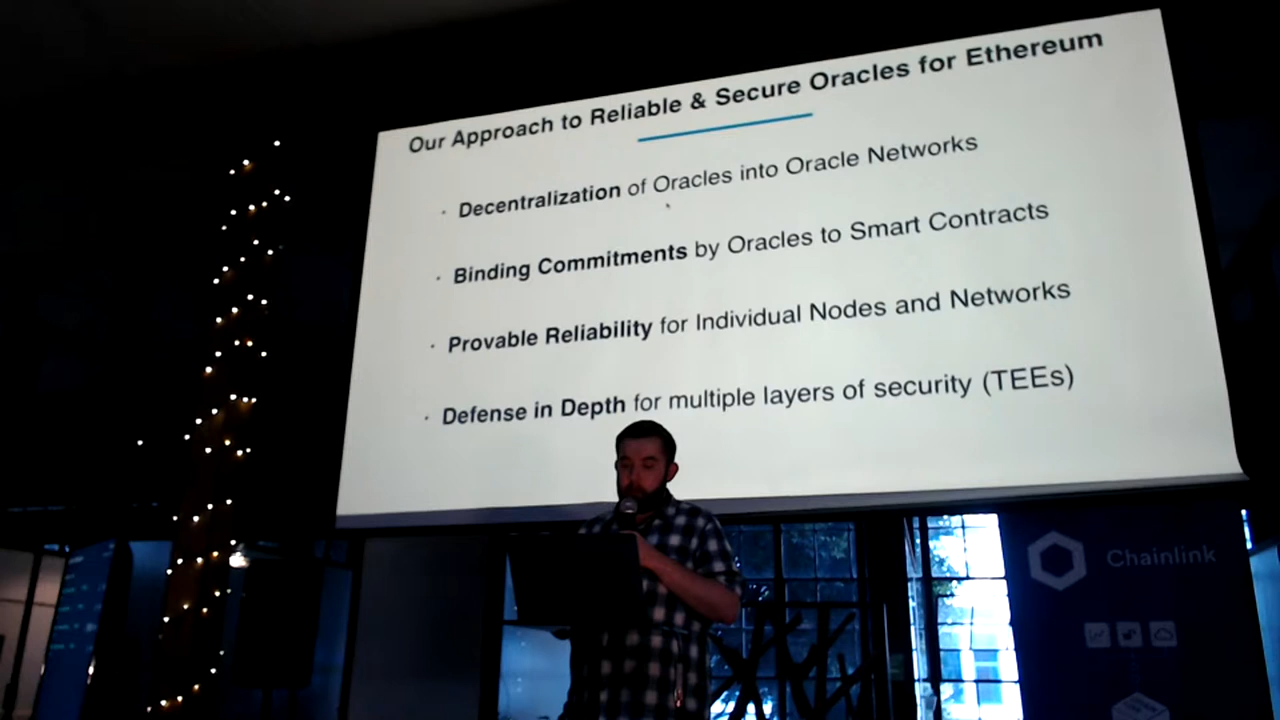 Our Approach to Reliable & Secure Oracles for Ethereum
· Decentralization of Oracles into Oracle Networks
· Binding Commitments by Oracles to Smart Contracts
· Provable Reliability for Individual Nodes and Networks
· Defense in Depth for multiple layers of security (TEEs)
Chainlink